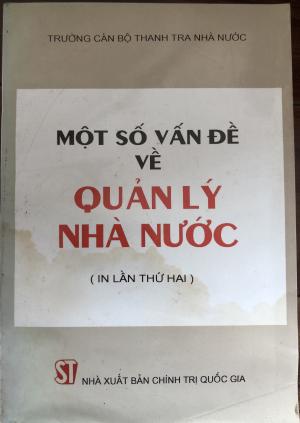 TRƯỜNG CÁN BỘ THANH TRA NHÀ NƯỚC
MỘT SỐ VẤN ĐỀ
VỀ
QUẢN LÝ
NHÀ NƯỚC
( IN LẦN THỨ HAI )
ST NHÀ XUẤT BẢN CHÍNH TRỊ QUỐC GIA